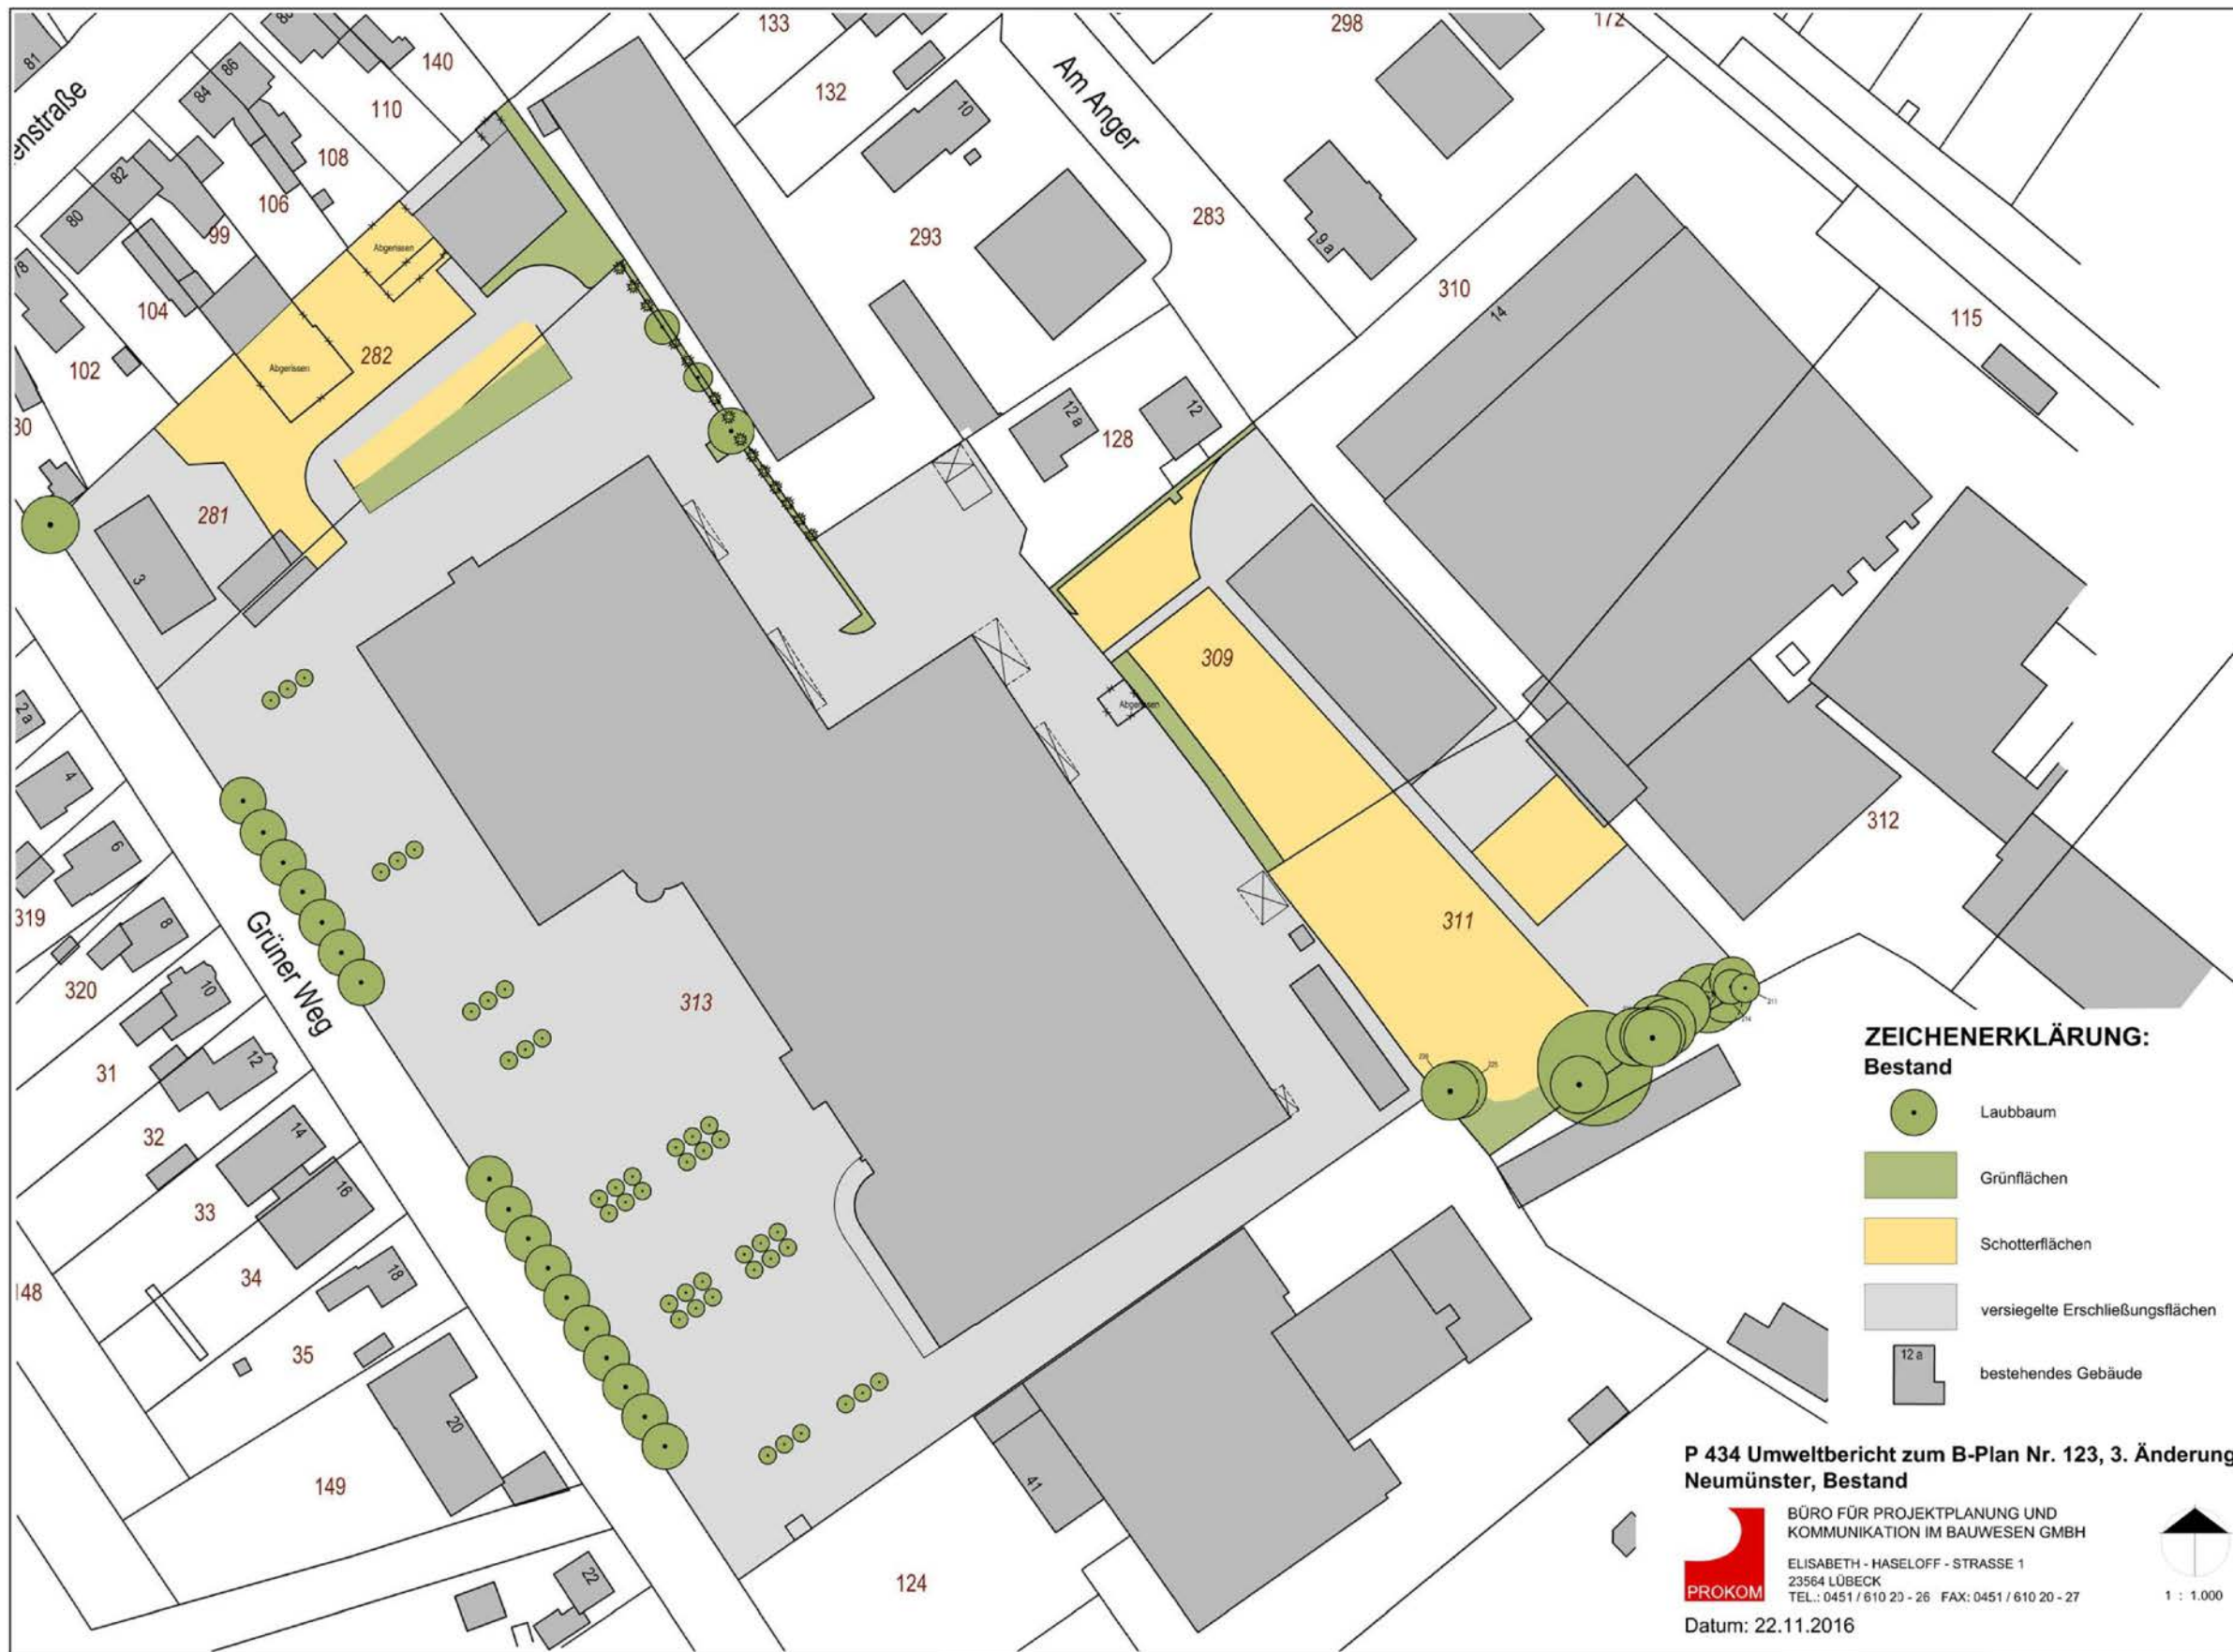 81
enstraße
84
86
140
110
108
106
82
80
99
78
104
102
30
Abgerissen
Abgerissen
282
281
3
133
132
10
Am Anger
298
172
293
283
9 a
310
14
115
12 a
128
12
309
Abgerissen
311
312
313
2 a
4
6
319
8
320
10
Grüner Weg
31
12
32
14
33
16
34
18
148
35
20
149
22
41
124
211
ZEICHENERKLÄRUNG:
Bestand
Laubbaum
Grünflächen
Schotterflächen
versiegelte Erschließungsflächen
12 a
bestehendes Gebäude
P 434 Umweltbericht zum B-Plan Nr. 123, 3. Änderung
Neumünster, Bestand
PROKOM
BÜRO FÜR PROJEKTPLANUNG UND
KOMMUNIKATION IM BAUWESEN GMBH
ELISABETH - HASELOFF - STRASSE 1
23564 LÜBECK
TEL.: 0451 / 610 20 - 26 FAX: 0451 / 610 20 - 27
1 : 1.000
Datum: 22.11.2016